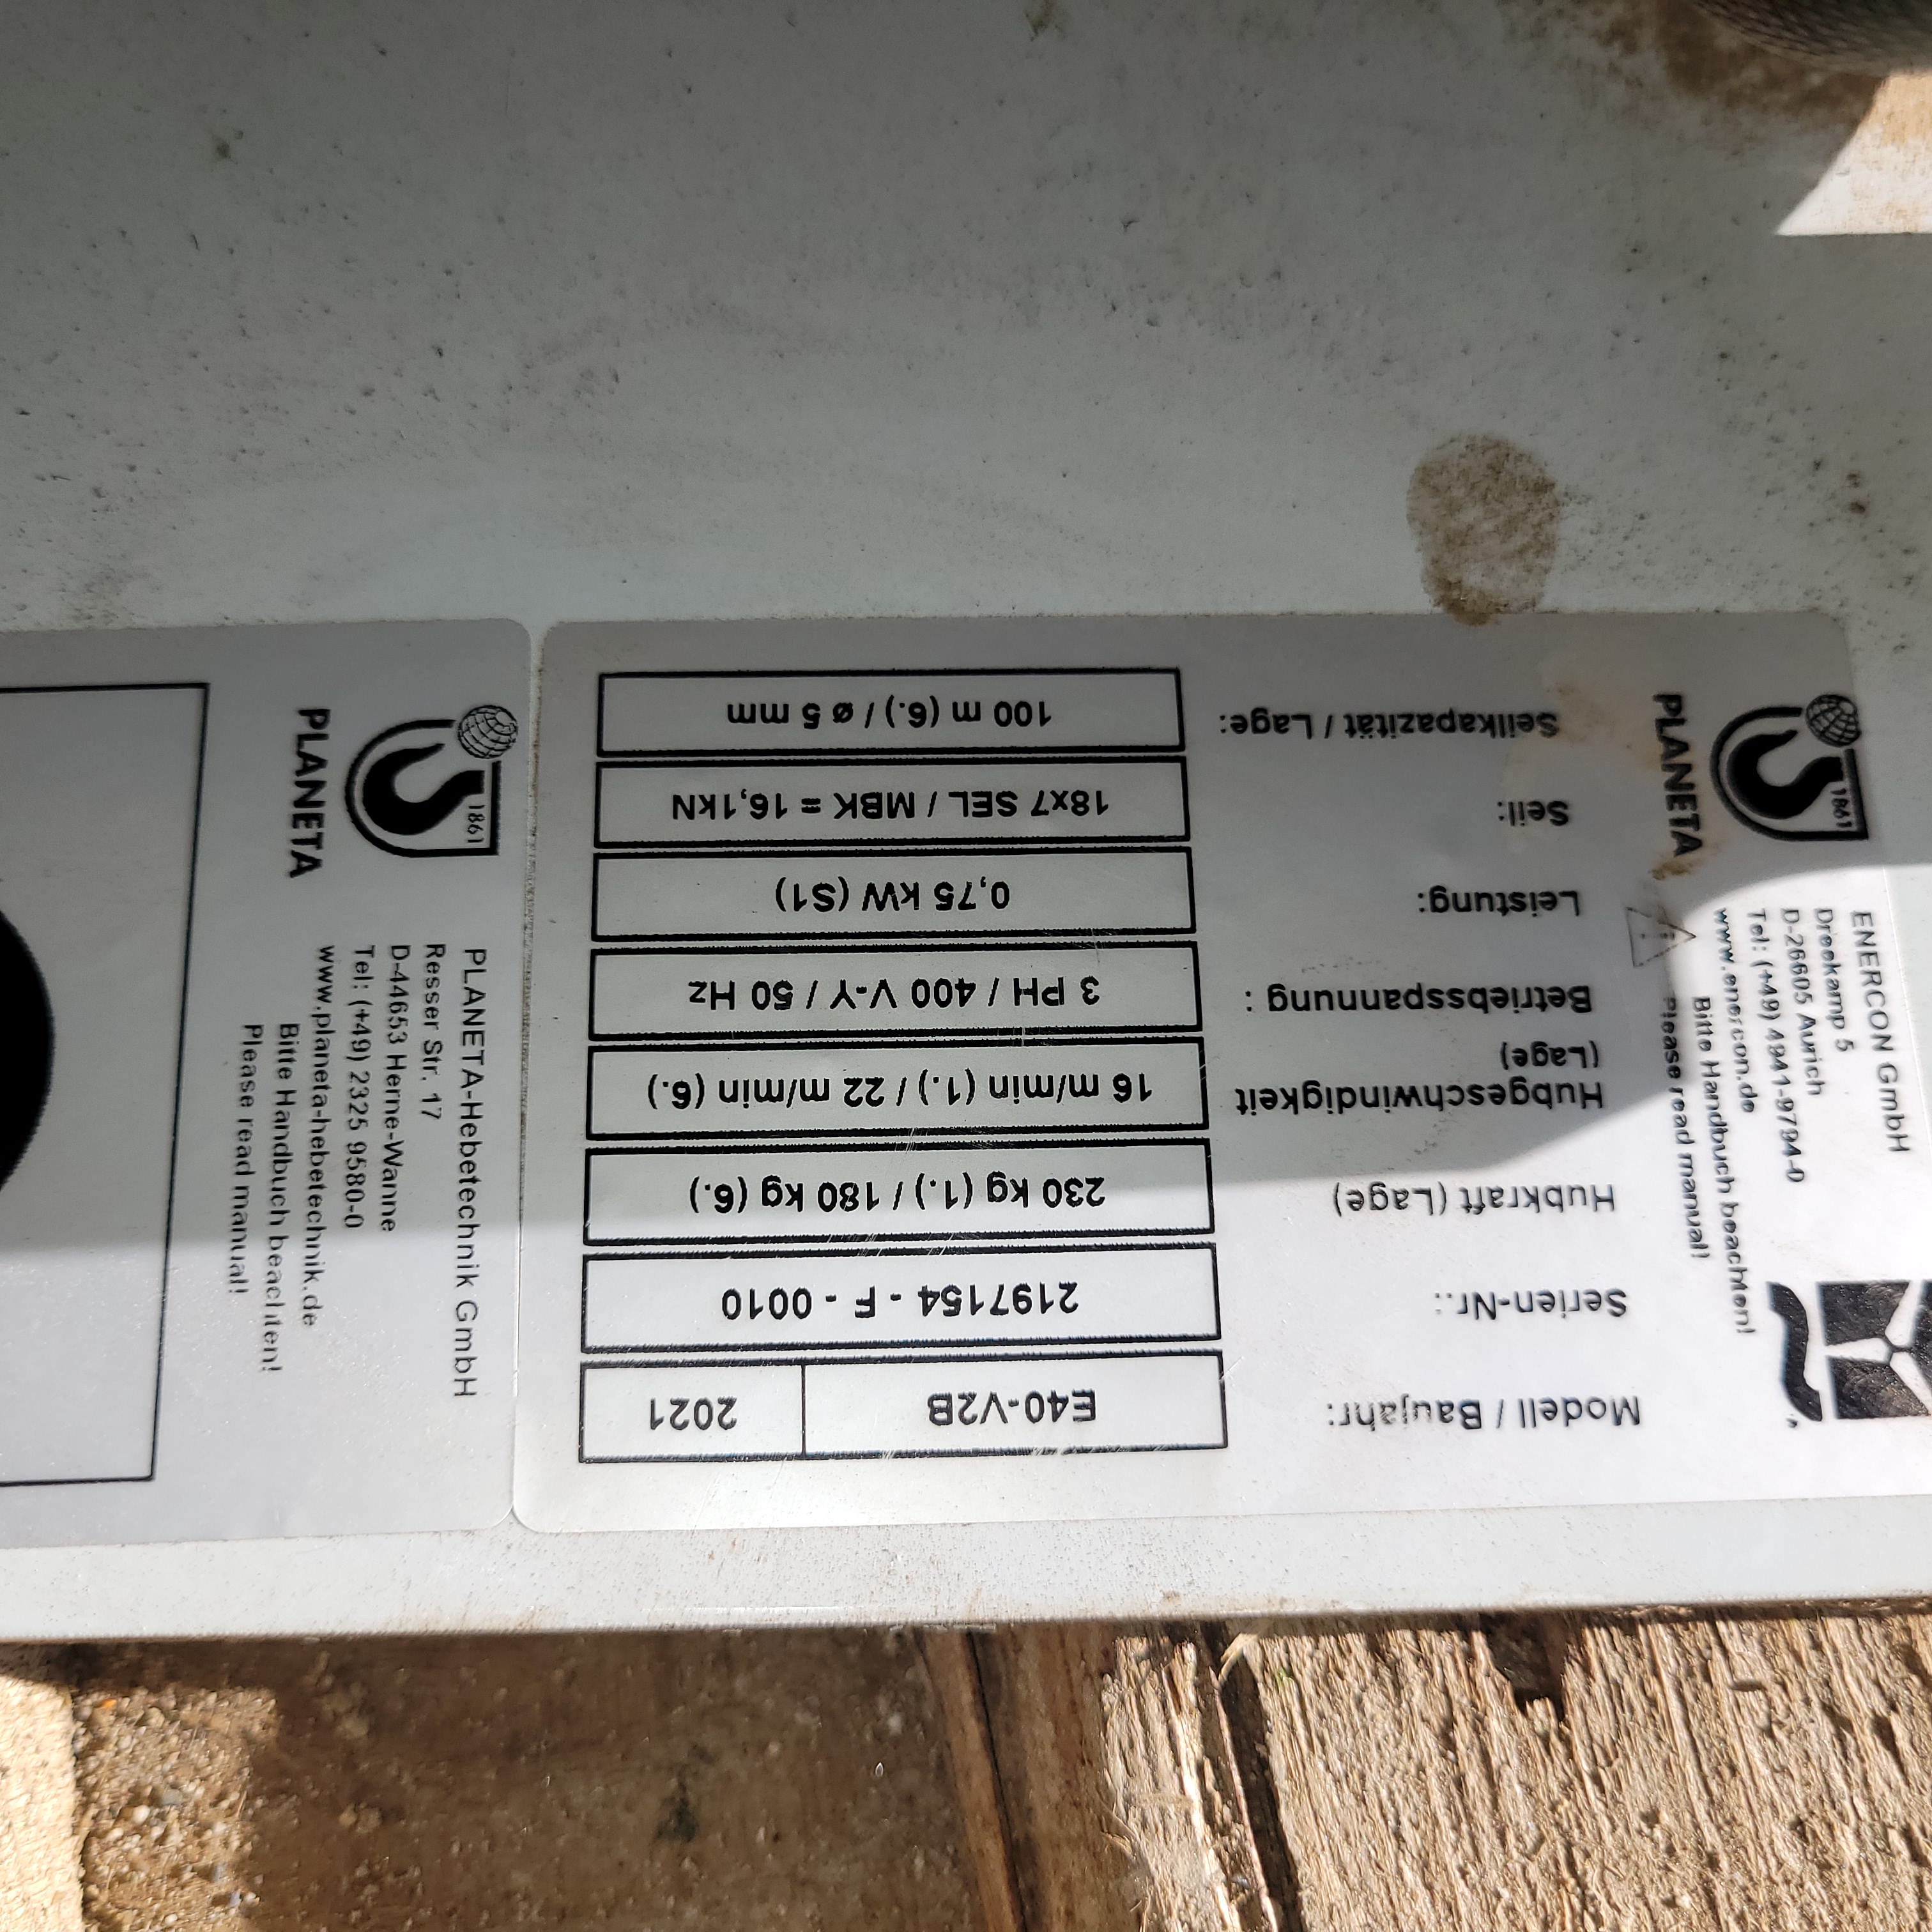 ENERCON GmbH
Dreekamp 5
D-26605 Aurich
Tel: (+49) 4941-9794-0
www.enercon.de
Bitte Handbuch beachten!
Please read manual!
1861
PLANETA
Modell / Baujahr: E40-V2B 2021
Serien-Nr.: 2197154 - F - 0010
Hubkraft (Lage) 230 kg (1.) / 180 kg (6.)
Hubgeschwindigkeit (Lage) 16 m/min (1.) / 22 m/min (6.)
Betriebsspannung : 3 PH / 400 V-Y / 50 Hz
Leistung: 0,75 kW (S1)
Seil: 18x7 SEL / MBK = 16,1kN
Seilkapazität / Lage: 100 m (6.) / ø 5 mm
1861
PLANETA
PLANETA-Hebetechnik GmbH
Resser Str. 17
D-44653 Herne-Wanne
Tel: (+49) 2325 9580-0
www.planeta-hebetechnik.de
Bitte Handbuch beachten!
Please read manual!